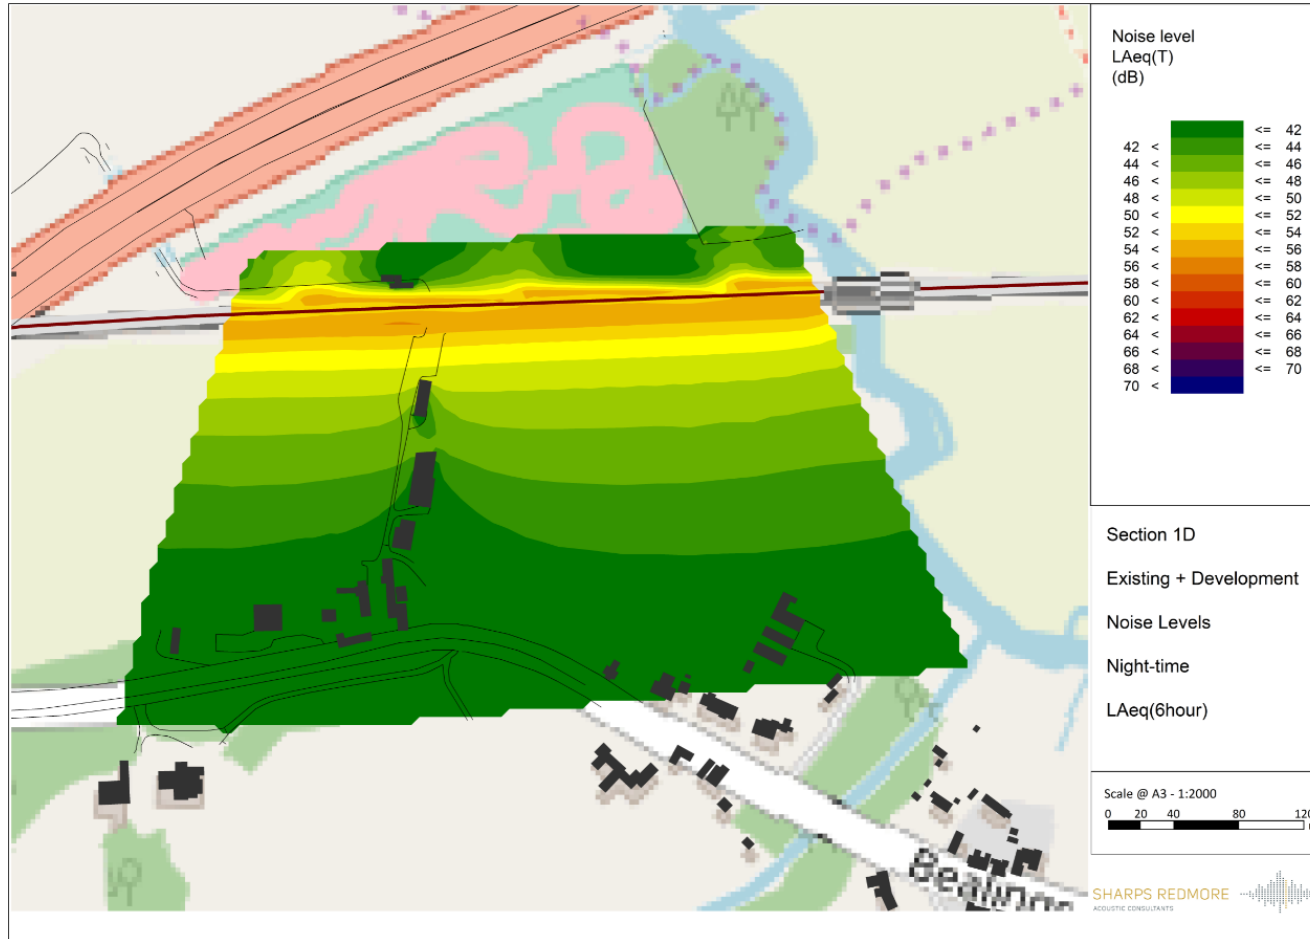 Noise level
LAeq(T)
(dB)
<= 42
42 < <= 44
44 < <= 46
46 < <= 48
48 < <= 50
50 < <= 52
52 < <= 54
54 < <= 56
56 < <= 58
58 < <= 60
60 < <= 62
62 < <= 64
64 < <= 66
66 < <= 68
68 < <= 70
70 <
Section 1D
Existing + Development
Noise Levels
Night-time
LAeq(6hour)
Scale @ A3 - 1:2000
0 20 40 80 120
SHARPS REDMORE
ACOUSTIC CONSULTANTS